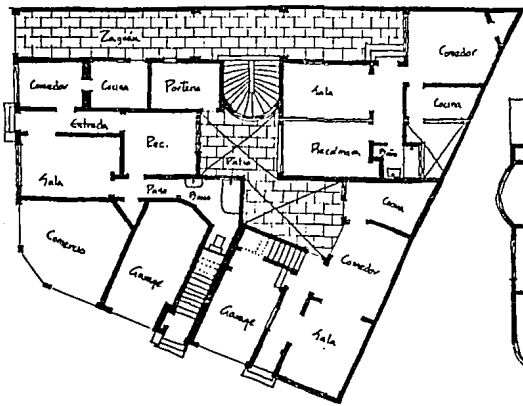 Zaguán
Comedor
Comedor
Cocina
Portería
Sala
Cocina
Entrada
Rec.
Patio
Recámara
Baño
Sala
Paso
Baño
Cocina
Comercio
Garage
Comedor
Garage
Sala